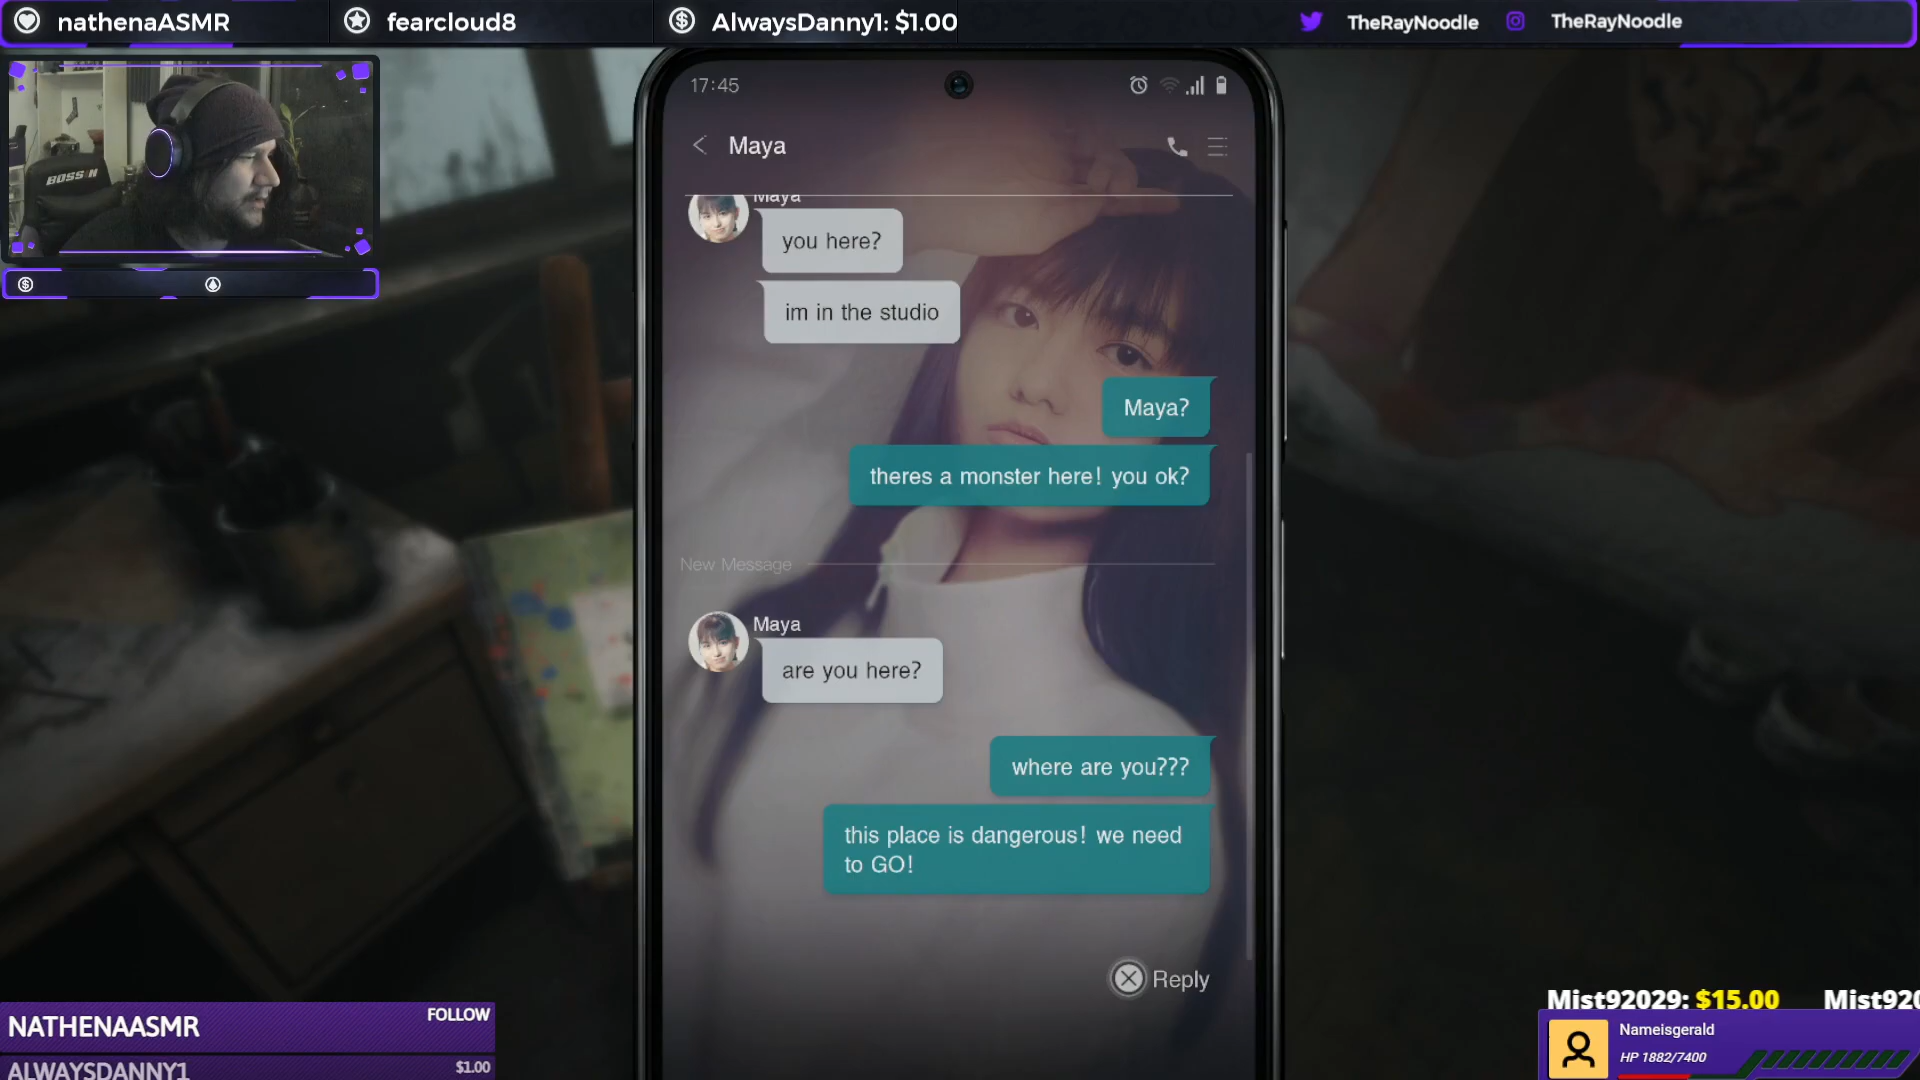 nathenaASMR
fearcloud8
AlwaysDanny1: $1.00
TheRayNoodle
TheRayNoodle
17:45
Maya
Maya
you here?
im in the studio
Maya?
theres a monster here! you ok?
New Message
Maya
are you here?
where are you???
this place is dangerous! we need
to GO!
Reply
NATHENAASMR
FOLLOW
ALWAYSDANNY1
$1.00
Mist92029: $15.00
Mist920
Nameisgerald
HP 1882/7400